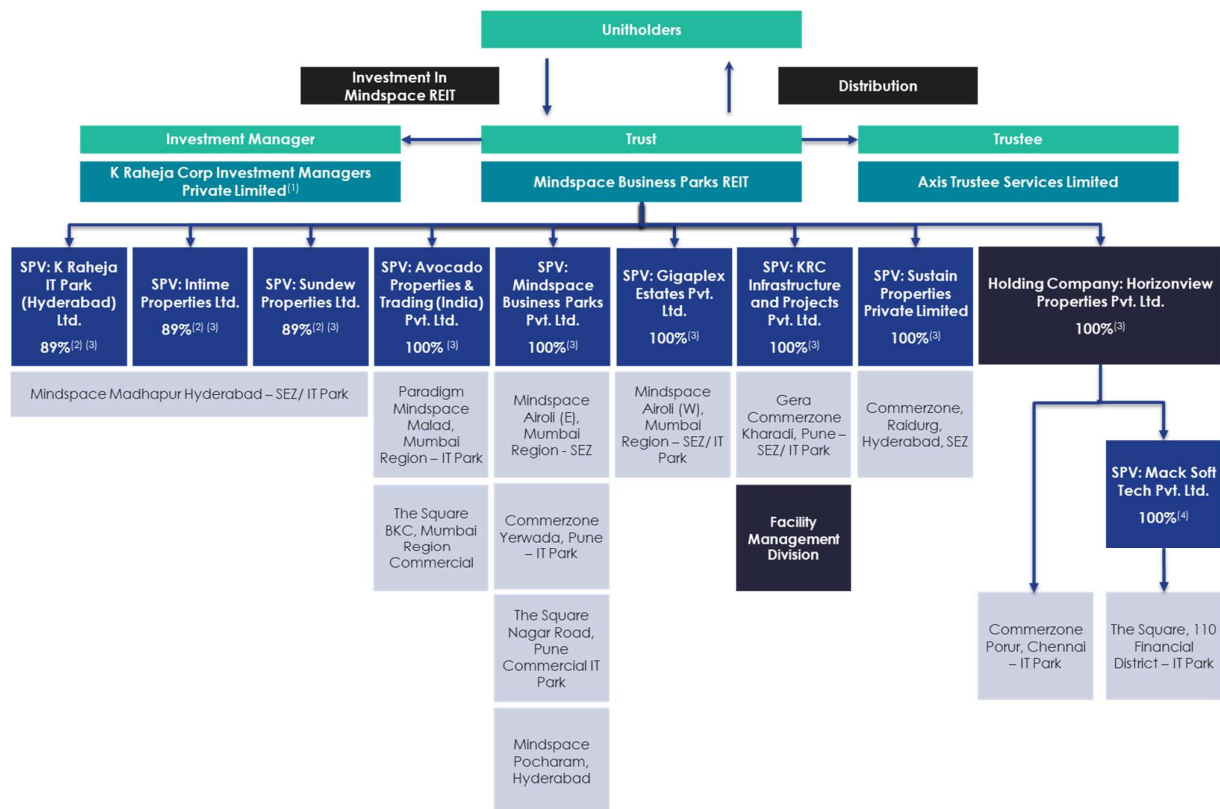 Unitholders
Investment In
Mindspace REIT
Distribution
Investment Manager
Trust
Trustee
K Raheja Corp Investment Managers
Private Limited(1)
Mindspace Business Parks REIT
Axis Trustee Services Limited
SPV: K Raheja
IT Park
(Hyderabad)
Ltd.
89%(2) (3)
SPV: Intime
Properties Ltd.
89%(2) (3)
SPV: Sundew
Properties Ltd.
89%(2) (3)
SPV: Avocado
Properties &
Trading (India)
Pvt. Ltd.
100% (3)
SPV:
Mindspace
Business Parks
Pvt. Ltd.
100%(3)
SPV: Gigaplex
Estates Pvt. Ltd.
100%(3)
SPV: KRC
Infrastructure
and Projects
Pvt. Ltd.
100%(3)
SPV: Sustain
Properties
Private Limited
100%(3)
Holding Company: Horizonview
Properties Pvt. Ltd.
100%(3)
Mindspace Madhapur Hyderabad – SEZ/ IT Park
Paradigm
Mindspace
Malad,
Mumbai
Region – IT Park
Mindspace
Airoli (E),
Mumbai
Region - SEZ
Mindspace
Airoli (W),
Mumbai
Region – SEZ/ IT
Park
Gera
Commerzone
Kharadi, Pune –
SEZ/ IT Park
Commerzone,
Raidurg,
Hyderabad, SEZ
SPV: Mack Soft
Tech Pvt. Ltd.
100%(4)
The Square
BKC, Mumbai
Region
Commercial
Commerzone
Yerwada, Pune
– IT Park
Facility
Management
Division
The Square
Nagar Road,
Pune
Commercial IT
Park
Commerzone
Porur, Chennai
– IT Park
The Square, 110
Financial
District – IT Park
Mindspace
Pocharam,
Hyderabad